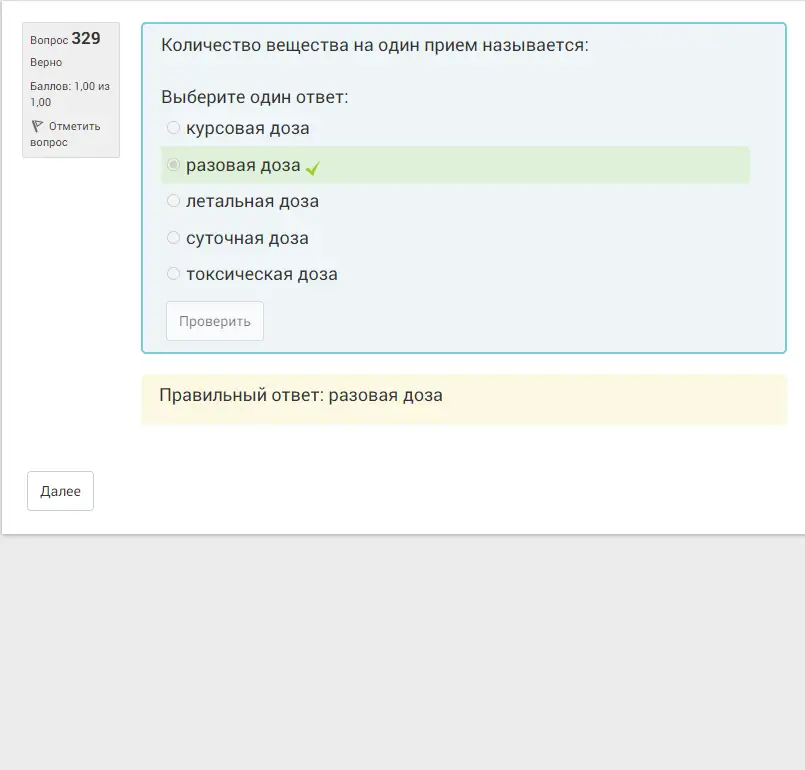 Вопрос 329
Верно
Баллов: 1,00 из
1,00
Отметить
вопрос
Количество вещества на один прием называется:
Выберите один ответ:
курсовая доза
разовая доза
летальная доза
суточная доза
токсическая доза
Проверить
Правильный ответ: разовая доза
Далее